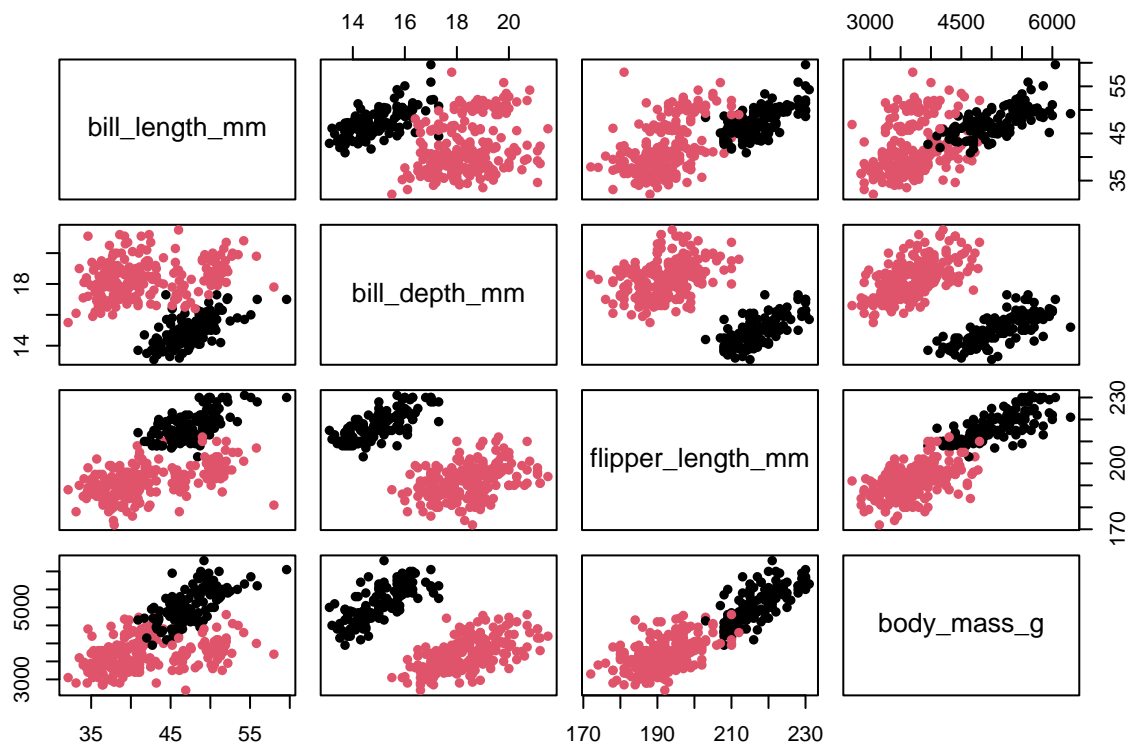 14 16 18 20
3000 4500 6000
bill_length_mm
35 45 55
14 18
bill_depth_mm
flipper_length_mm
170 200 230
3000 5000
body_mass_g
35 45 55
170 190 210 230